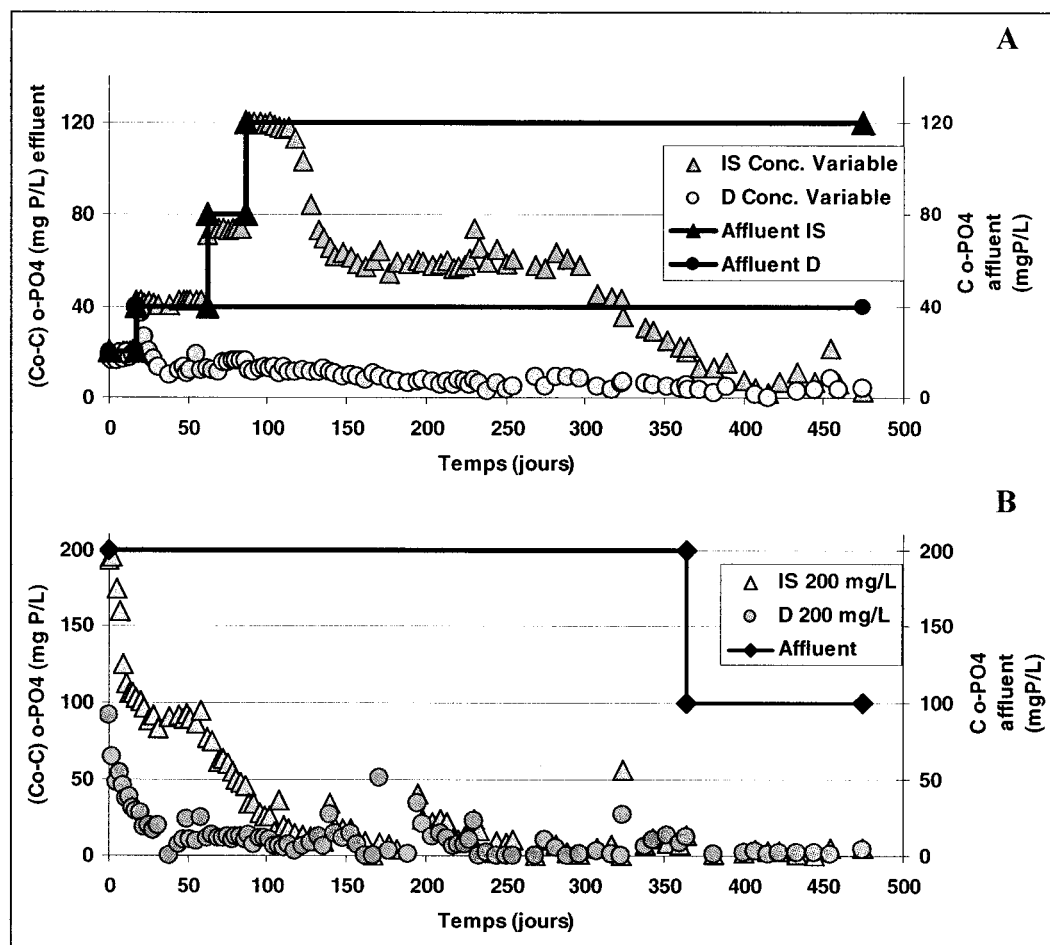 A
(Co-C) o-PO4 (mg P/L) effluent
120
80
40
0
120
80
40
0
C o-PO4
affluent
(mgP/L)
IS Conc. Variable
D Conc. Variable
Affluent IS
Affluent D
0 50 100 150 200 250 300 350 400 450 500
Temps (jours)
B
(Co-C) o-PO4 (mg P/L)
200
150
100
50
0
200
150
100
50
0
C o-PO4
affluent
(mgP/L)
IS 200 mg/L
D 200 mg/L
Affluent
0 50 100 150 200 250 300 350 400 450 500
Temps (jours)